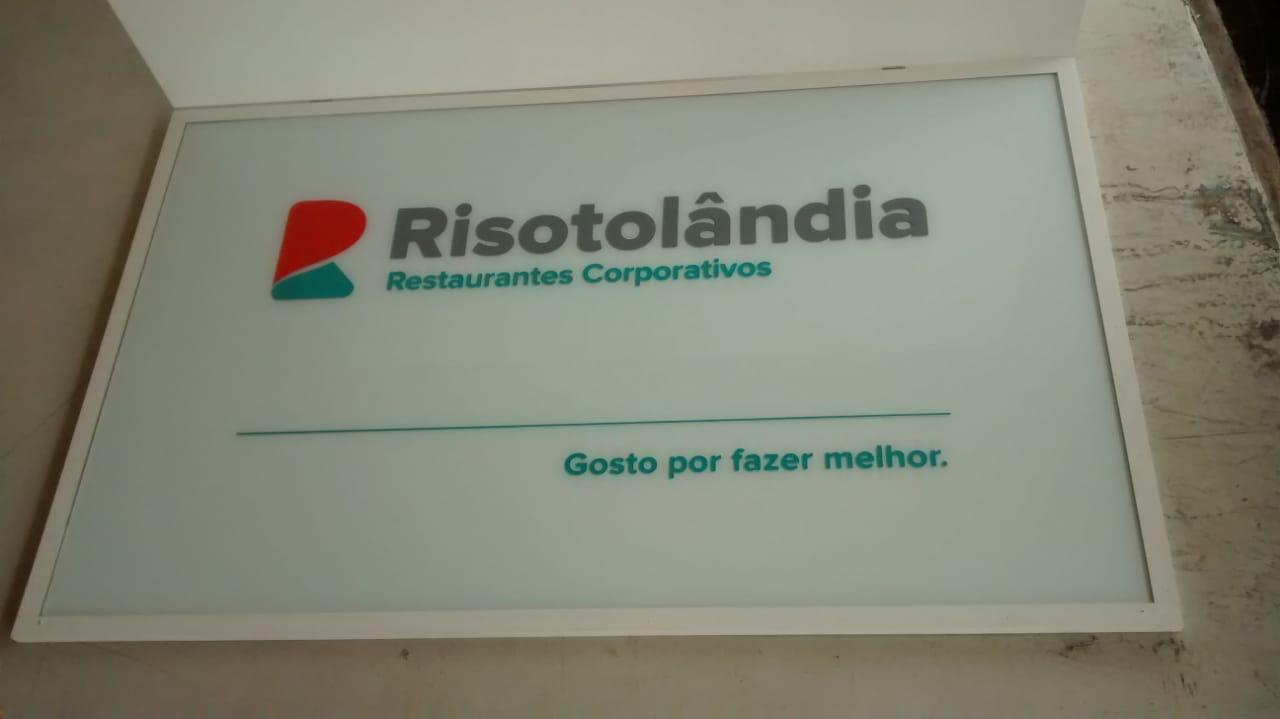 Risotolândia
Restaurantes Corporativos
Gosto por fazer melhor.